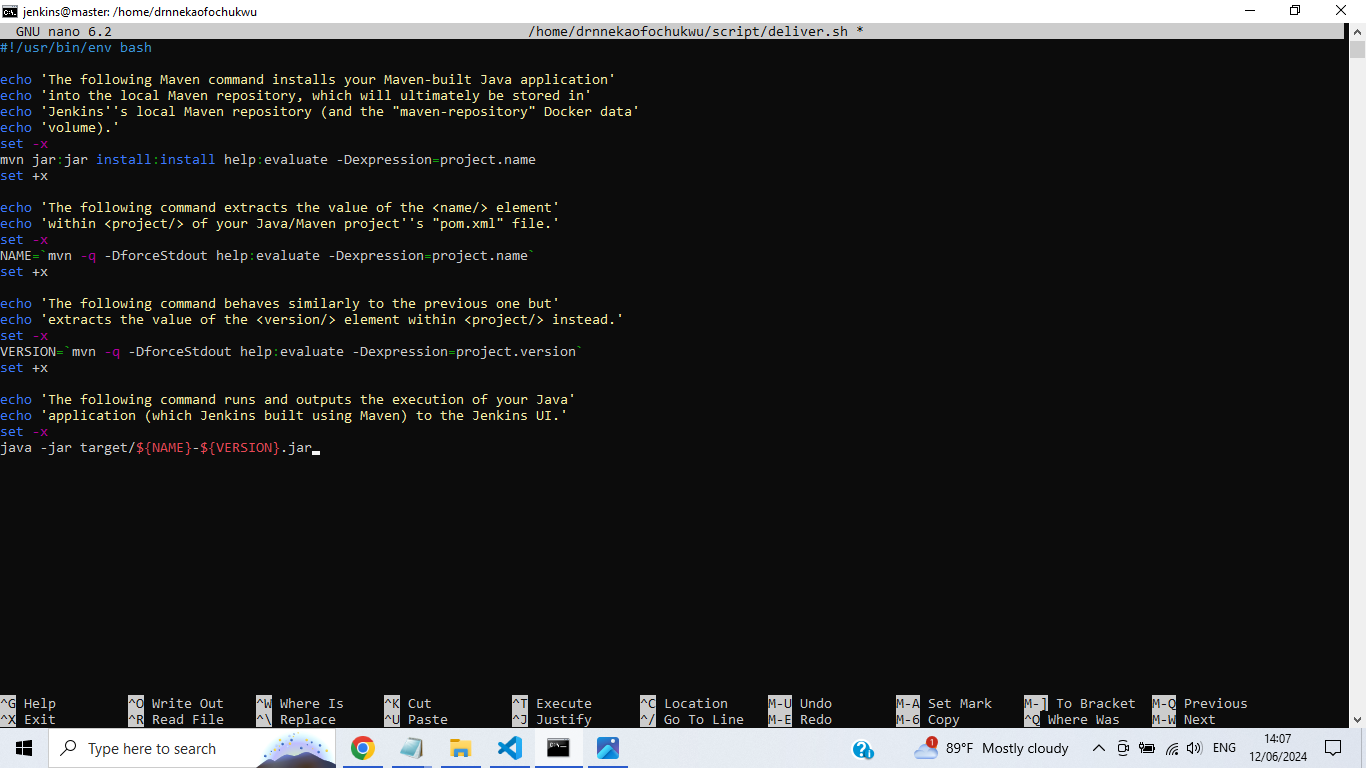 jenkins@master: /home/drnnekaofochukwu
GNU nano 6.2 /home/drnnekaofochukwu/script/deliver.sh *
#!/usr/bin/env bash
echo 'The following Maven command installs your Maven-built Java application'
echo 'into the local Maven repository, which will ultimately be stored in'
echo 'Jenkins''s local Maven repository (and the "maven-repository" Docker data'
echo 'volume).'
set -x
mvn jar:jar install:install help:evaluate -Dexpression=project.name
set +x
echo 'The following command extracts the value of the <name/> element'
echo 'within <project/> of your Java/Maven project''s "pom.xml" file.'
set -x
NAME=`mvn -q -DforceStdout help:evaluate -Dexpression=project.name`
set +x
echo 'The following command behaves similarly to the previous one but'
echo 'extracts the value of the <version/> element within <project/> instead.'
set -x
VERSION=`mvn -q -DforceStdout help:evaluate -Dexpression=project.version`
set +x
echo 'The following command runs and outputs the execution of your Java'
echo 'application (which Jenkins built using Maven) to the Jenkins UI.'
set -x
java -jar target/${NAME}-${VERSION}.jar
^G Help ^O Write Out ^W Where Is ^K Cut ^T Execute ^C Location M-U Undo M-A Set Mark M-] To Bracket M-Q Previous
^X Exit ^R Read File ^\ Replace ^U Paste ^J Justify ^/ Go To Line M-E Redo M-6 Copy ^Q Where Was M-W Next
Type here to search 1 89°F Mostly cloudy ENG 14:07
12/06/2024